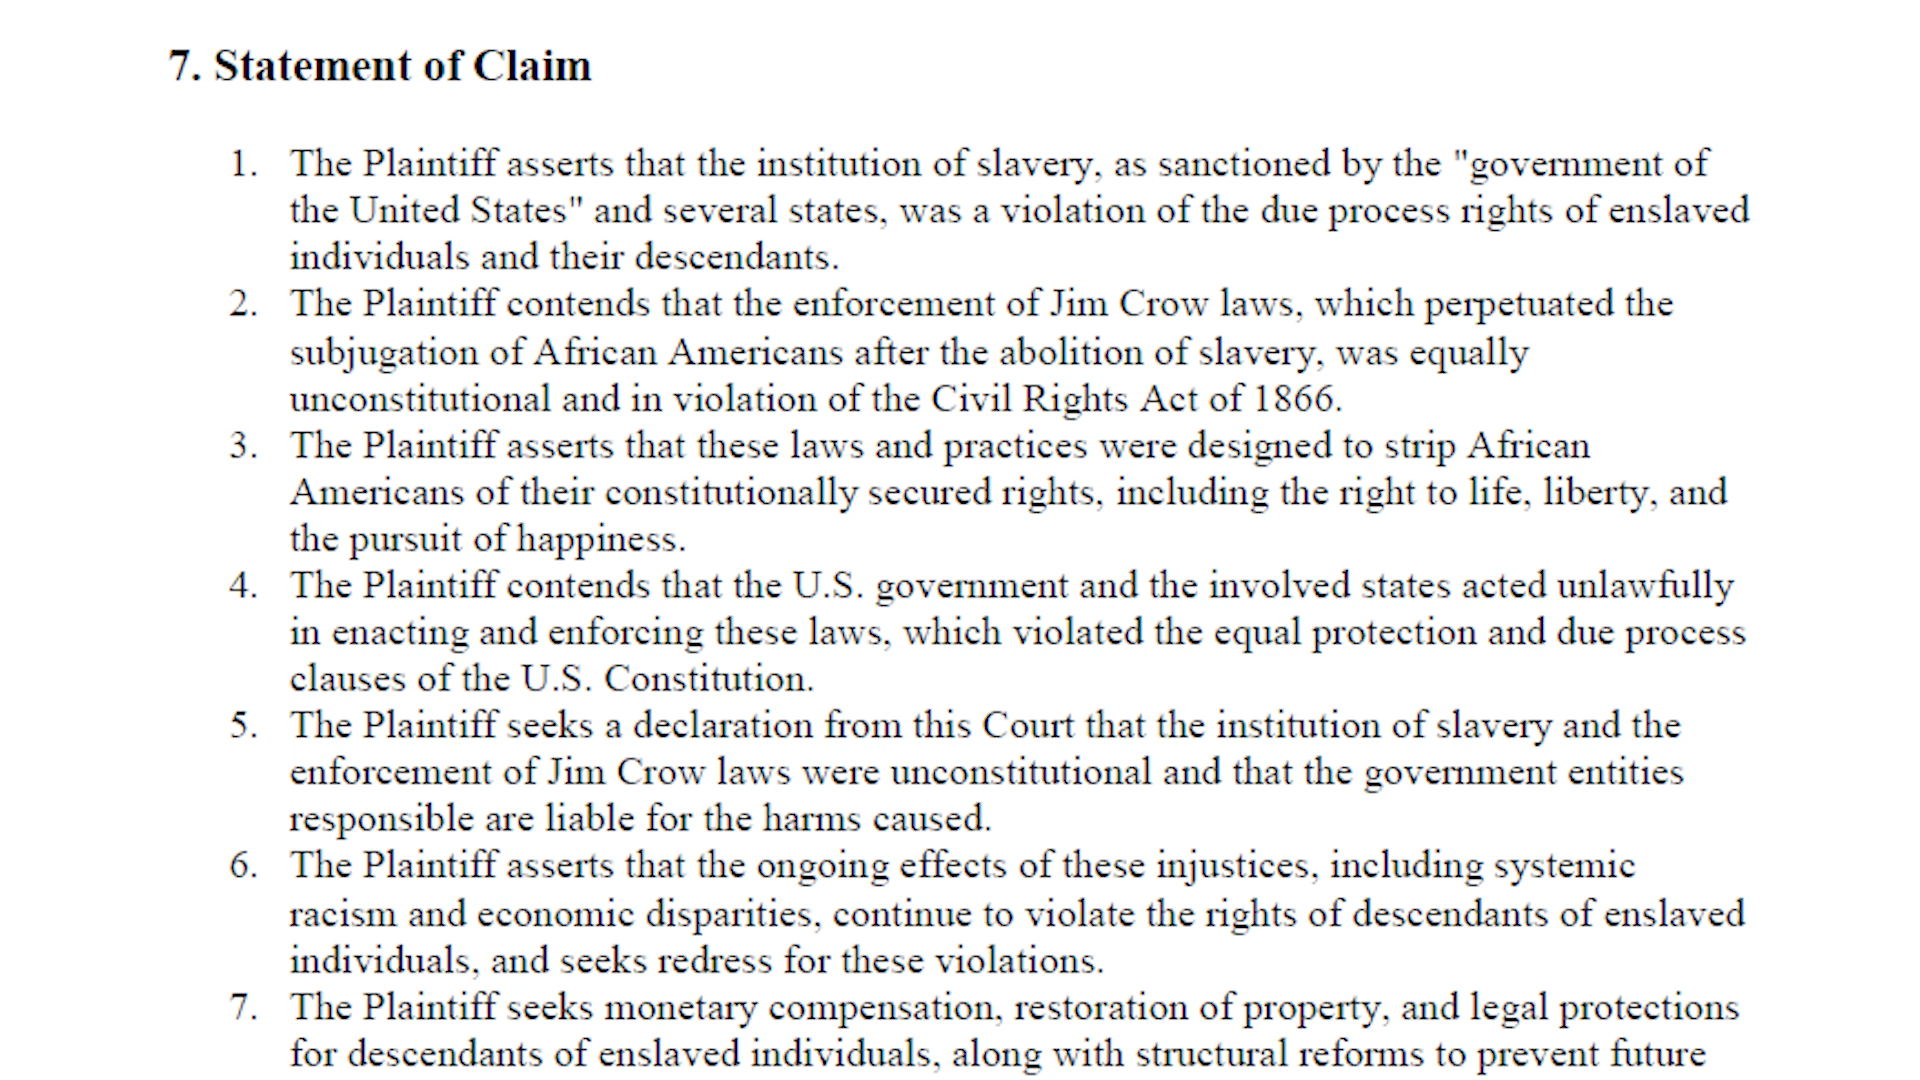 7. Statement of Claim
1. The Plaintiff asserts that the institution of slavery, as sanctioned by the "government of
the United States" and several states, was a violation of the due process rights of enslaved
individuals and their descendants.
2. The Plaintiff contends that the enforcement of Jim Crow laws, which perpetuated the
subjugation of African Americans after the abolition of slavery, was equally
unconstitutional and in violation of the Civil Rights Act of 1866.
3. The Plaintiff asserts that these laws and practices were designed to strip African
Americans of their constitutionally secured rights, including the right to life, liberty, and
the pursuit of happiness.
4. The Plaintiff contends that the U.S. government and the involved states acted unlawfully
in enacting and enforcing these laws, which violated the equal protection and due process
clauses of the U.S. Constitution.
5. The Plaintiff seeks a declaration from this Court that the institution of slavery and the
enforcement of Jim Crow laws were unconstitutional and that the government entities
responsible are liable for the harms caused.
6. The Plaintiff asserts that the ongoing effects of these injustices, including systemic
racism and economic disparities, continue to violate the rights of descendants of enslaved
individuals, and seeks redress for these violations.
7. The Plaintiff seeks monetary compensation, restoration of property, and legal protections
for descendants of enslaved individuals, along with structural reforms to prevent future